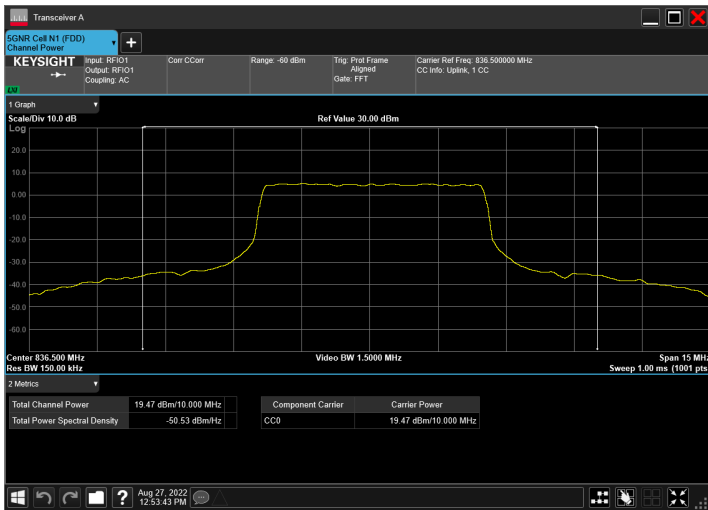 Transceiver A
5GNR Cell N1 (FDD)
Channel Power
KEYSIGHT
LXI
Input: RFIO1
Output: RFIO1
Coupling: AC
Corr CCorr
Range: -60 dBm
Trig: Prot Frame
Aligned
Gate: FFT
Carrier Ref Freq: 836.500000 MHz
CC Info: Uplink, 1 CC
1 Graph
Scale/Div 10.0 dB
Ref Value 30.00 dBm
Log
20.0
10.0
0.00
-10.0
-20.0
-30.0
-40.0
-50.0
-60.0
Center 836.500 MHz
Video BW 1.5000 MHz
Span 15 MHz
Res BW 150.00 kHz
Sweep 1.00 ms (1001 pts
2 Metrics
Total Channel Power 19.47 dBm/10.000 MHz
Total Power Spectral Density -50.53 dBm/Hz
Component Carrier Carrier Power
CC0 19.47 dBm/10.000 MHz
Aug 27, 2022
12:53:43 PM